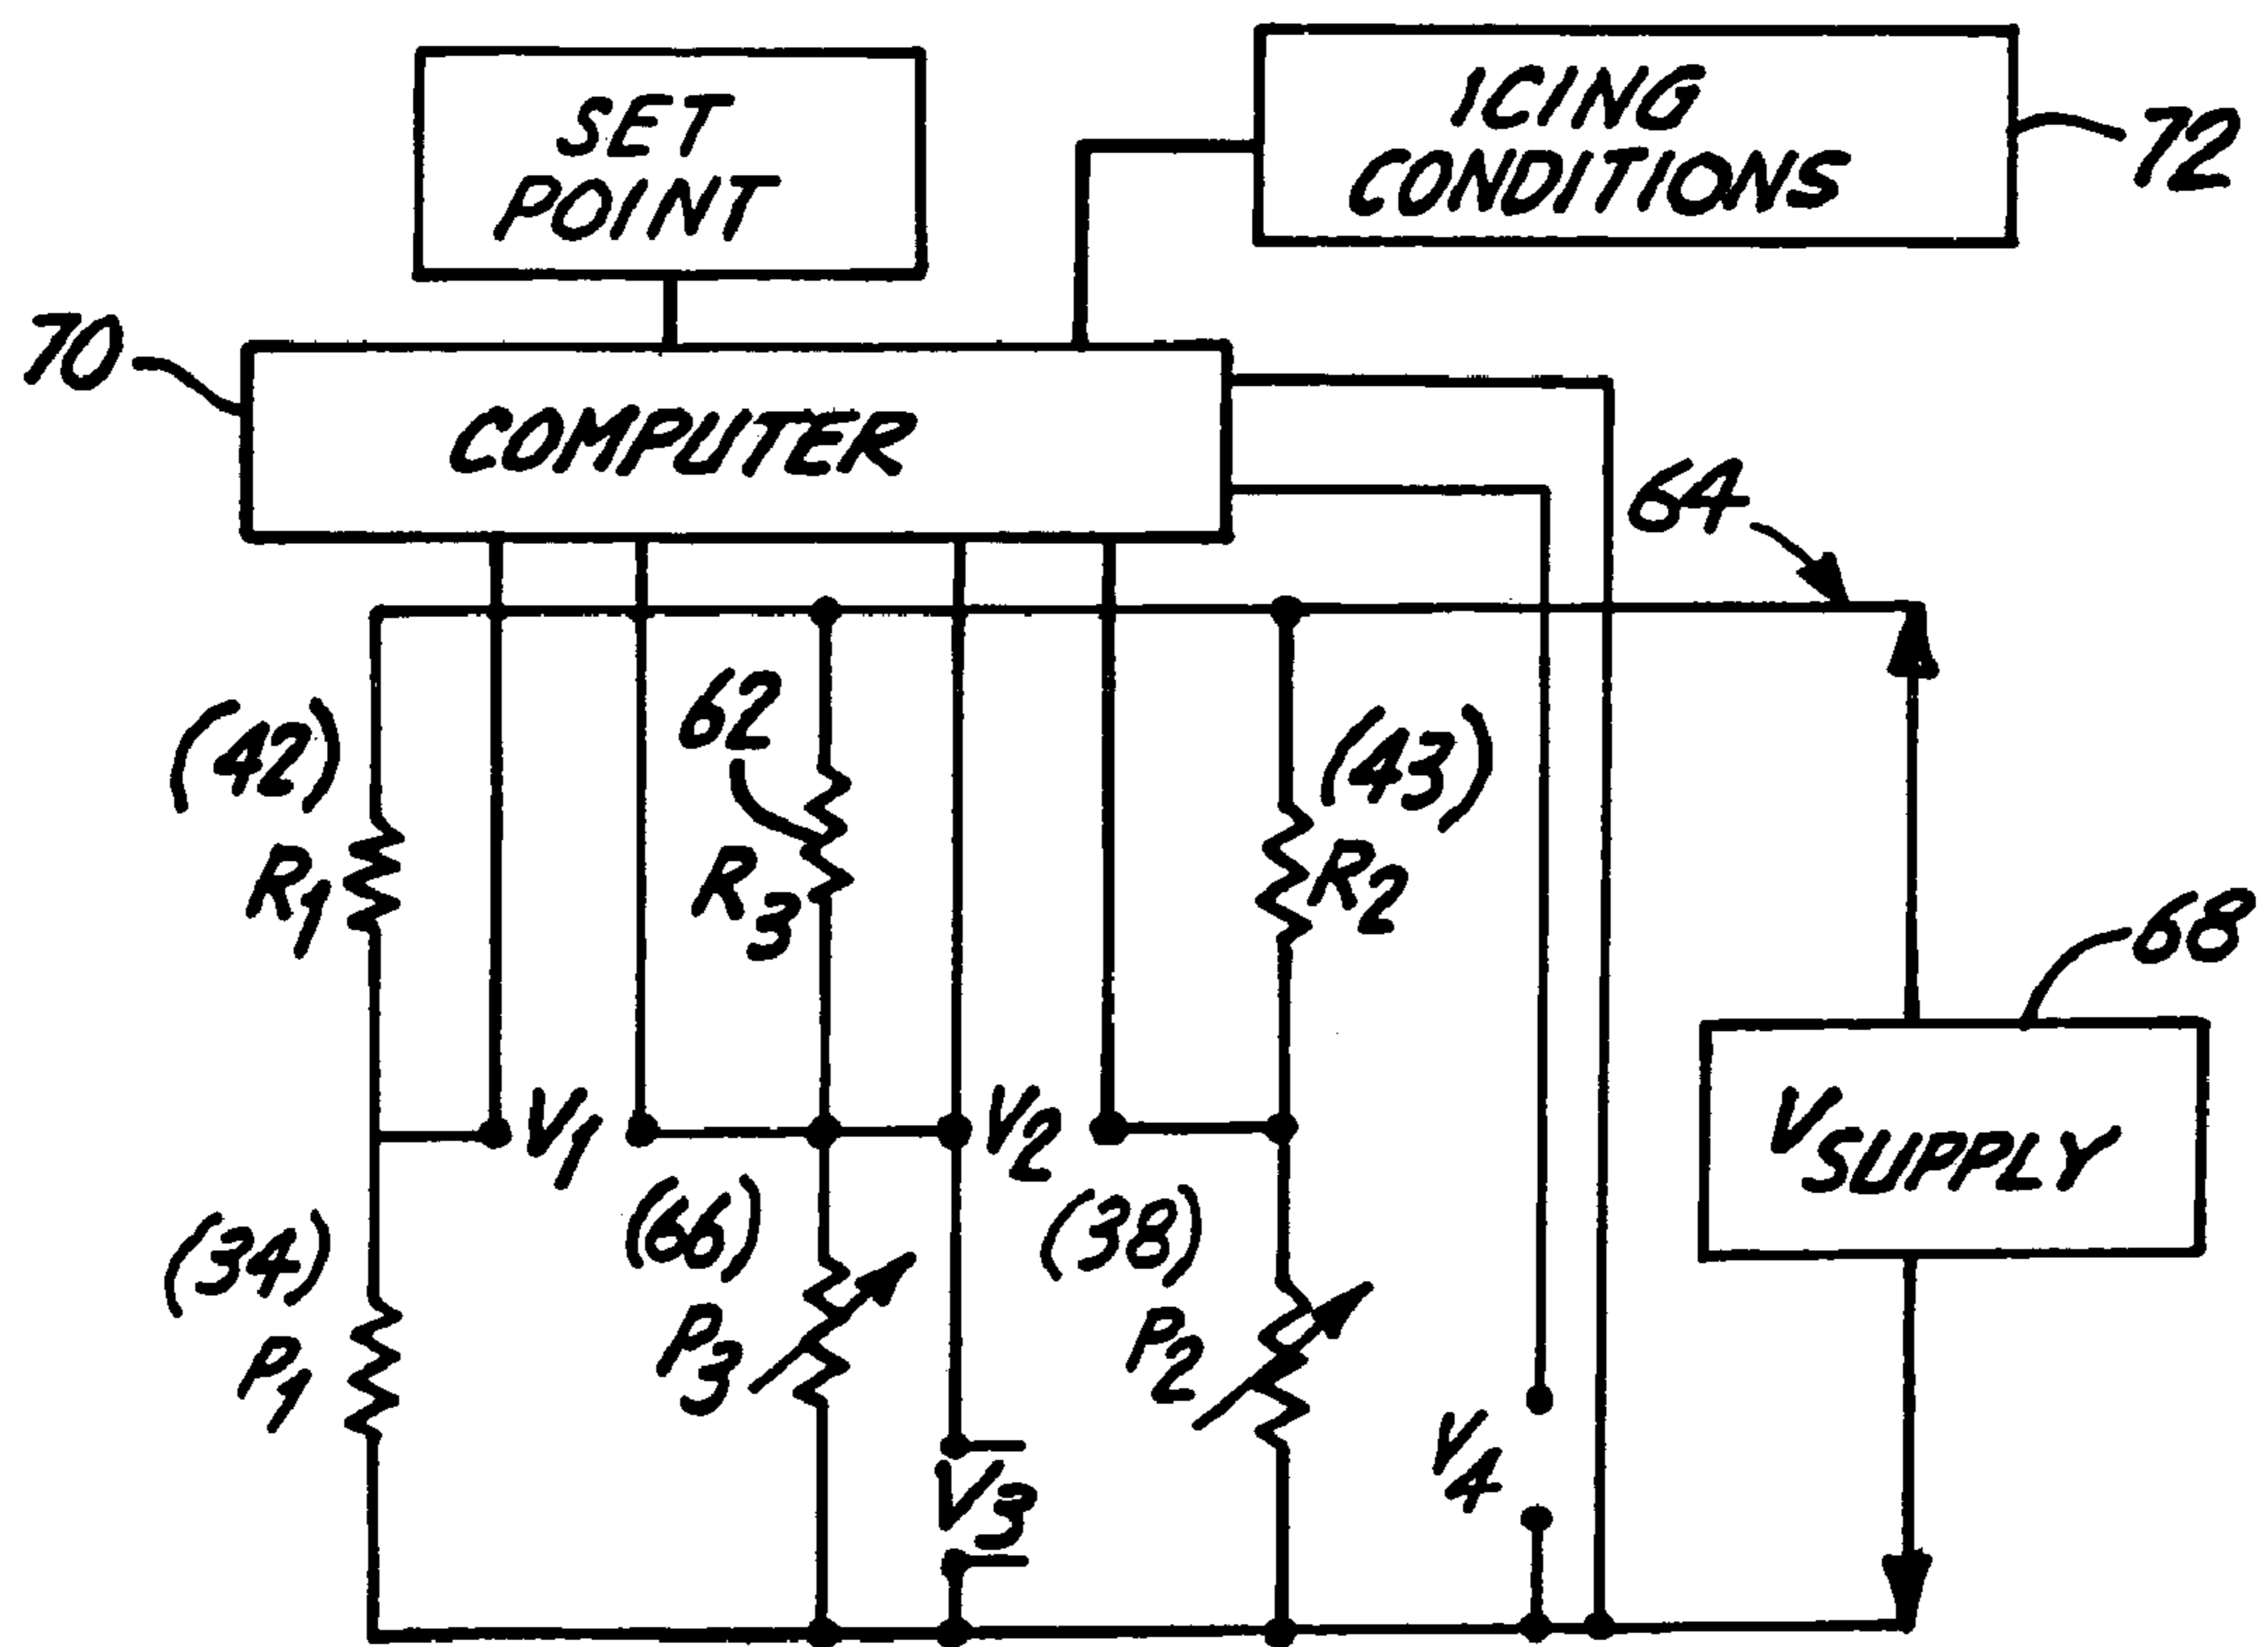 SET
POINT
ICING
CONDITIONS
72
70
COMPUTER
64
62
(42)
(43)
R1
R3
R2
68
V1
V2
VSUPPLY
(34)
(66)
(38)
P1
P3
P2
V3
V4